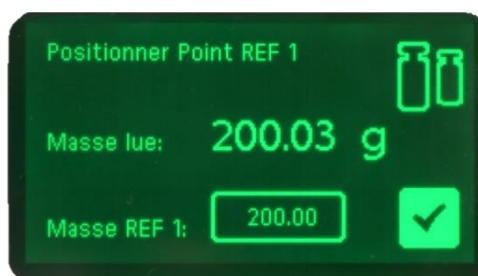 Positionner Point REF 1
Masse lue: 200.03 g
Masse REF 1: 200.00